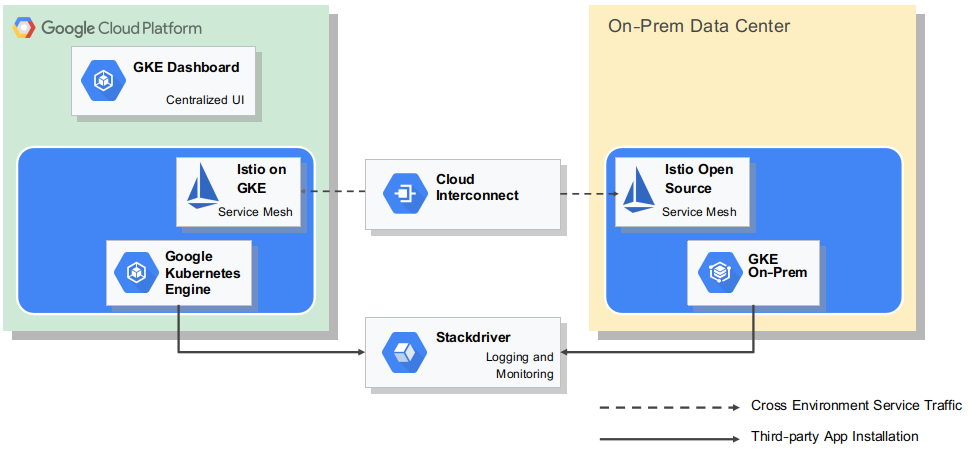 Google Cloud Platform
GKE Dashboard
Centralized UI
Istio on
GKE
Service Mesh
Google
Kubernetes
Engine
Cloud
Interconnect
Stackdriver
Logging and
Monitoring
On-Prem Data Center
Istio Open
Source
Service Mesh
GKE
On-Prem
Cross Environment Service Traffic
Third-party App Installation